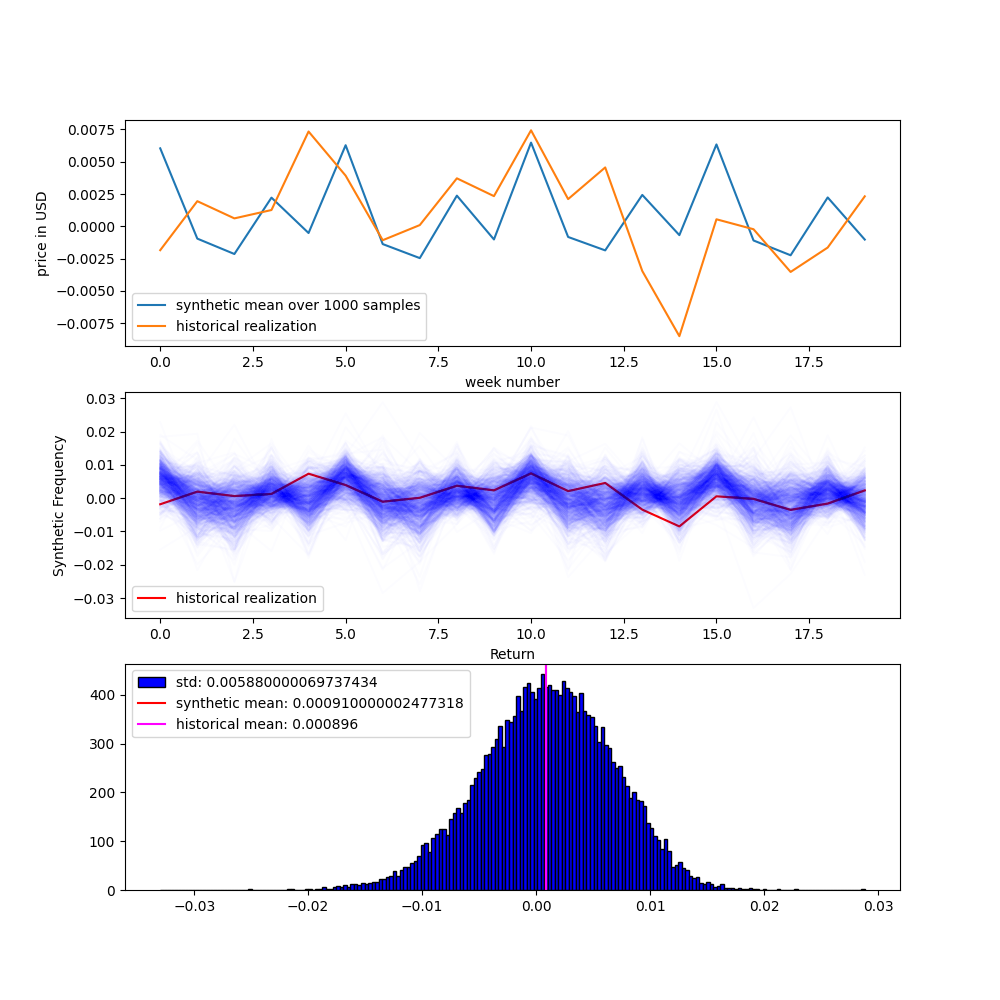 0.0075
0.0050
0.0025
0.0000
−0.0025
−0.0050
−0.0075
price in USD
synthetic mean over 1000 samples
historical realization
0.0 2.5 5.0 7.5 10.0 12.5 15.0 17.5
week number
0.03
0.02
0.01
0.00
−0.01
−0.02
−0.03
Synthetic Frequency
historical realization
0.0 2.5 5.0 7.5 10.0 12.5 15.0 17.5
Return
400
300
200
100
0
std: 0.005880000069737434
synthetic mean: 0.000910000002477318
historical mean: 0.000896
−0.03 −0.02 −0.01 0.00 0.01 0.02 0.03